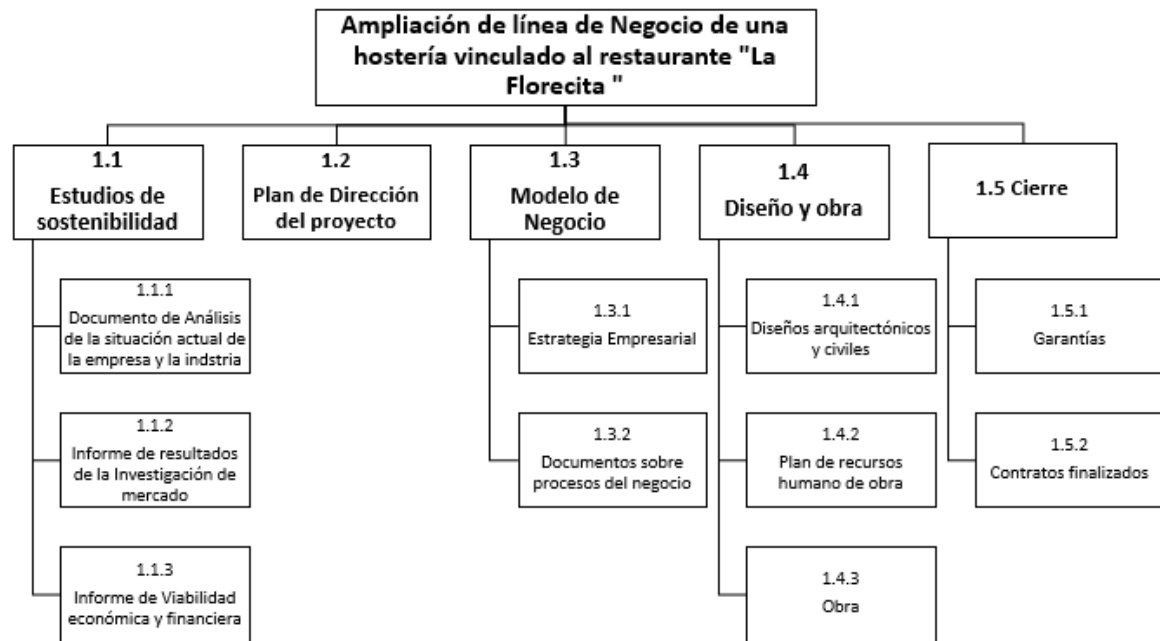 Ampliación de línea de Negocio de una
hostería vinculado al restaurante "La
Florecita "
1.1
Estudios de
sostenibilidad
1.2
Plan de Dirección
del proyecto
1.3
Modelo de
Negocio
1.4
Diseño y obra
1.5 Cierre
1.1.1
Documento de Análisis
de la situación actual de
la empresa y la indstria
1.1.2
Informe de resultados
de la Investigación de
mercado
1.1.3
Informe de Viabilidad
económica y financiera
1.3.1
Estrategia Empresarial
1.3.2
Documentos sobre
procesos del negocio
1.4.1
Diseños arquitectónicos
y civiles
1.4.2
Plan de recursos
humano de obra
1.4.3
Obra
1.5.1
Garantías
1.5.2
Contratos finalizados